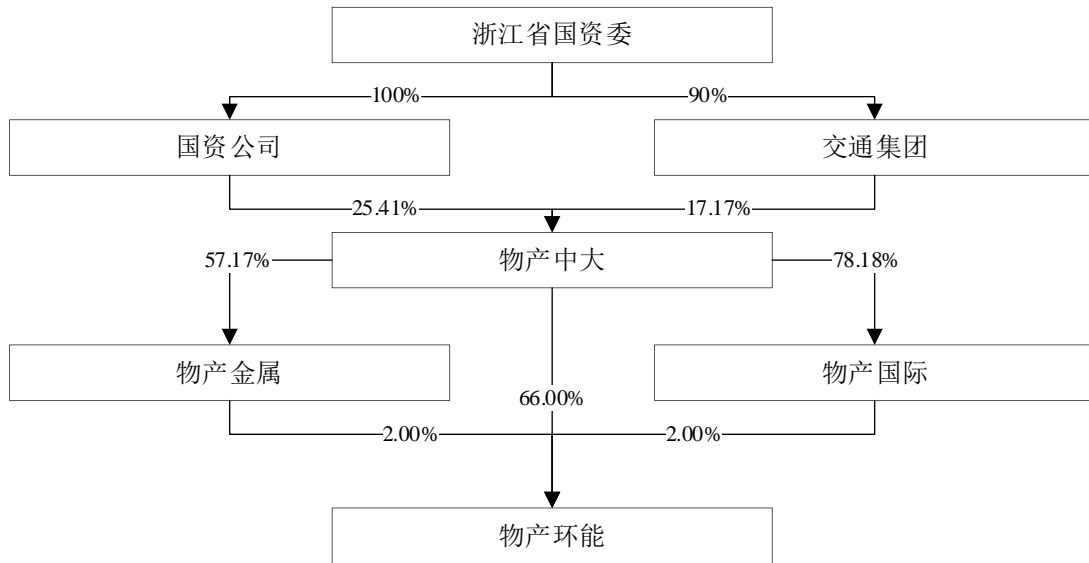 浙江省国资委
100%
90%
国资公司
交通集团
25.41%
17.17%
物产中大
57.17%
78.18%
物产金属
物产国际
66.00%
2.00%
2.00%
物产环能